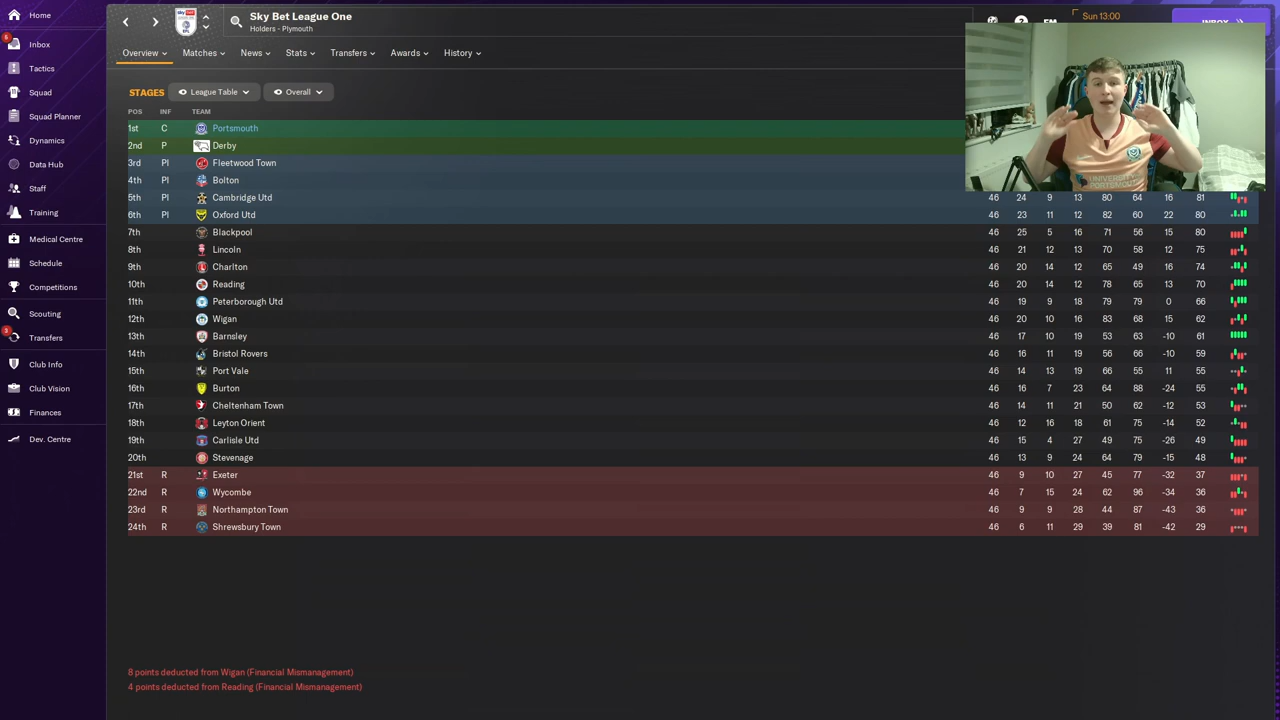 Home
Inbox
Tactics
Squad
Squad Planner
Dynamics
Data Hub
Staff
Training
Medical Centre
Schedule
Competitions
Scouting
Transfers
Club Info
Club Vision
Finances
Dev. Centre
Sky Bet League One
Holders - Plymouth
Sun 13:00
INBOX
Overview Matches News Stats Transfers Awards History
STAGES League Table Overall
POS INF TEAM
1st C Portsmouth
2nd P Derby
3rd Pl Fleetwood Town
4th Pl Bolton
5th Pl Cambridge Utd 46 24 9 13 80 64 16 81
6th Pl Oxford Utd 46 23 11 12 82 60 22 80
7th Blackpool 46 25 5 16 71 56 15 80
8th Lincoln 46 21 12 13 70 58 12 75
9th Charlton 46 20 14 12 65 49 16 74
10th Reading 46 20 14 12 78 65 13 70
11th Peterborough Utd 46 19 9 18 79 79 0 66
12th Wigan 46 20 10 16 83 68 15 62
13th Barnsley 46 17 10 19 53 63 -10 61
14th Bristol Rovers 46 16 11 19 56 66 -10 59
15th Port Vale 46 14 13 19 66 55 11 55
16th Burton 46 16 7 23 64 88 -24 55
17th Cheltenham Town 46 14 11 21 50 62 -12 53
18th Leyton Orient 46 12 16 18 61 75 -14 52
19th Carlisle Utd 46 15 4 27 49 75 -26 49
20th Stevenage 46 13 9 24 64 79 -15 48
21st R Exeter 46 9 10 27 45 77 -32 37
22nd R Wycombe 46 7 15 24 62 96 -34 36
23rd R Northampton Town 46 9 9 28 44 87 -43 36
24th R Shrewsbury Town 46 6 11 29 39 81 -42 29
8 points deducted from Wigan (Financial Mismanagement)
4 points deducted from Reading (Financial Mismanagement)